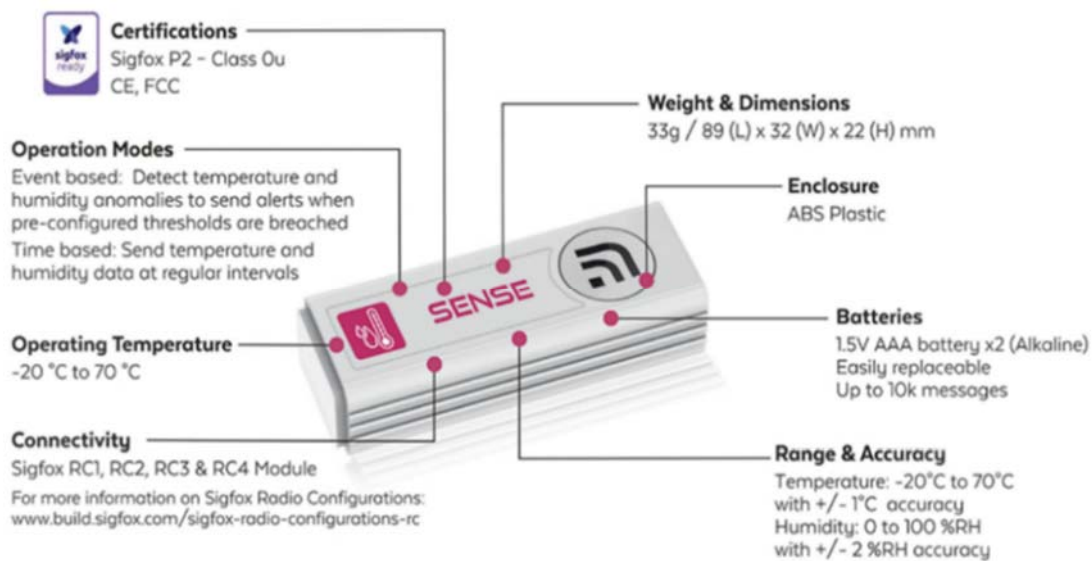 Certifications
sigfox
ready
Sigfox P2 – Class 0u
CE, FCC
Weight & Dimensions
33g / 89 (L) x 32 (W) x 22 (H) mm
Operation Modes
Event based: Detect temperature and
humidity anomalies to send alerts when
pre-configured thresholds are breached
Time based: Send temperature and
humidity data at regular intervals
Enclosure
ABS Plastic
SENSE
Operating Temperature
-20 °C to 70 °C
Batteries
1.5V AAA battery x2 (Alkaline)
Easily replaceable
Up to 10k messages
Connectivity
Sigfox RC1, RC2, RC3 & RC4 Module
For more information on Sigfox Radio Configurations:
www.build.sigfox.com/sigfox-radio-configurations-rc
Range & Accuracy
Temperature: -20°C to 70°C
with +/- 1°C accuracy
Humidity: 0 to 100 %RH
with +/- 2 %RH accuracy